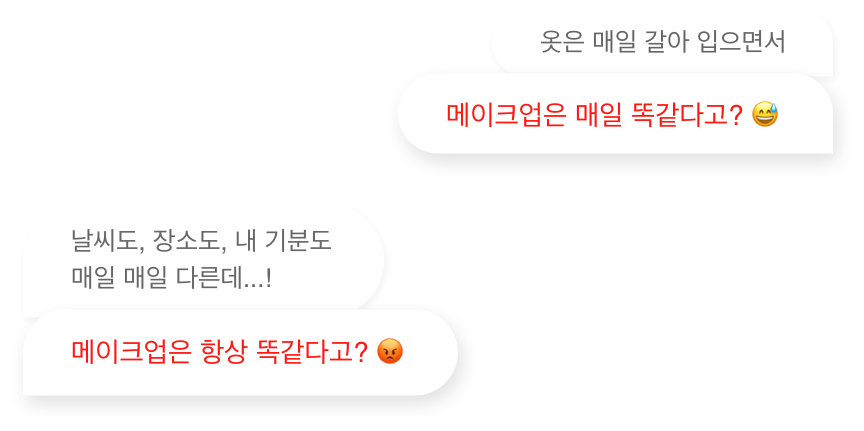 옷은 매일 갈아 입으면서
메이크업은 매일 똑같다고? 😅
날씨도, 장소도, 내 기분도
매일 매일 다른데...!
메이크업은 항상 똑같다고? 😡